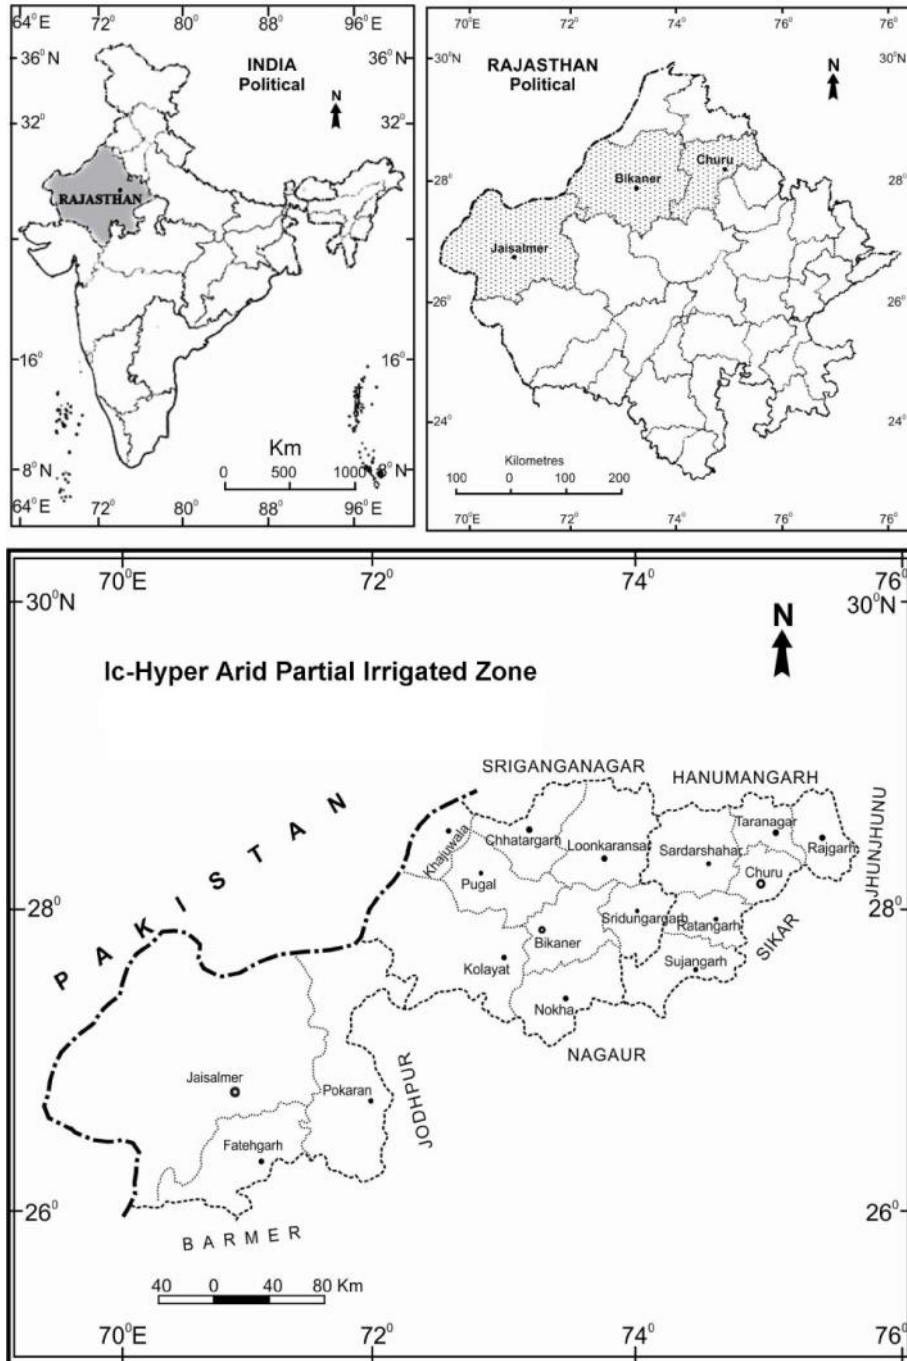 64°E 72° 80° 88° 96°E
36°N 36°N
INDIA
Political
N
32° 32°
RAJASTHAN
16° 16°
Km
0 500 1000
8°N 8°N
64°E 72° 80° 88° 96°E
70°E 72° 74° 76°E
30°N 30°N
RAJASTHAN
Political
N
Churu
28° Bikaner 28°
Jaisalmer
26° 26°
24° 24°
Kilometres
100 0 100 200
70°E 72° 74° 76°E
70°E 72° 74° 76°
30°N 30°N
N
Ic-Hyper Arid Partial Irrigated Zone
PAKISTAN
SRIGANGANAGAR
HANUMANGARH
JHUNJHUNU
Khajuwala
Chhatargarh
Loonkaransar
Taranagar
Sardarshahar
Rajgarh
Pugal
Churu
28° 28°
Sridungargarh
Ratangarh
SIKAR
Bikaner
Kolayat
Sujangarh
Nokha
NAGAUR
Jaisalmer
Pokaran
JODHPUR
Fatehgarh
26° 26°
BARMER
40 0 40 80 Km
70°E 72° 74° 76°